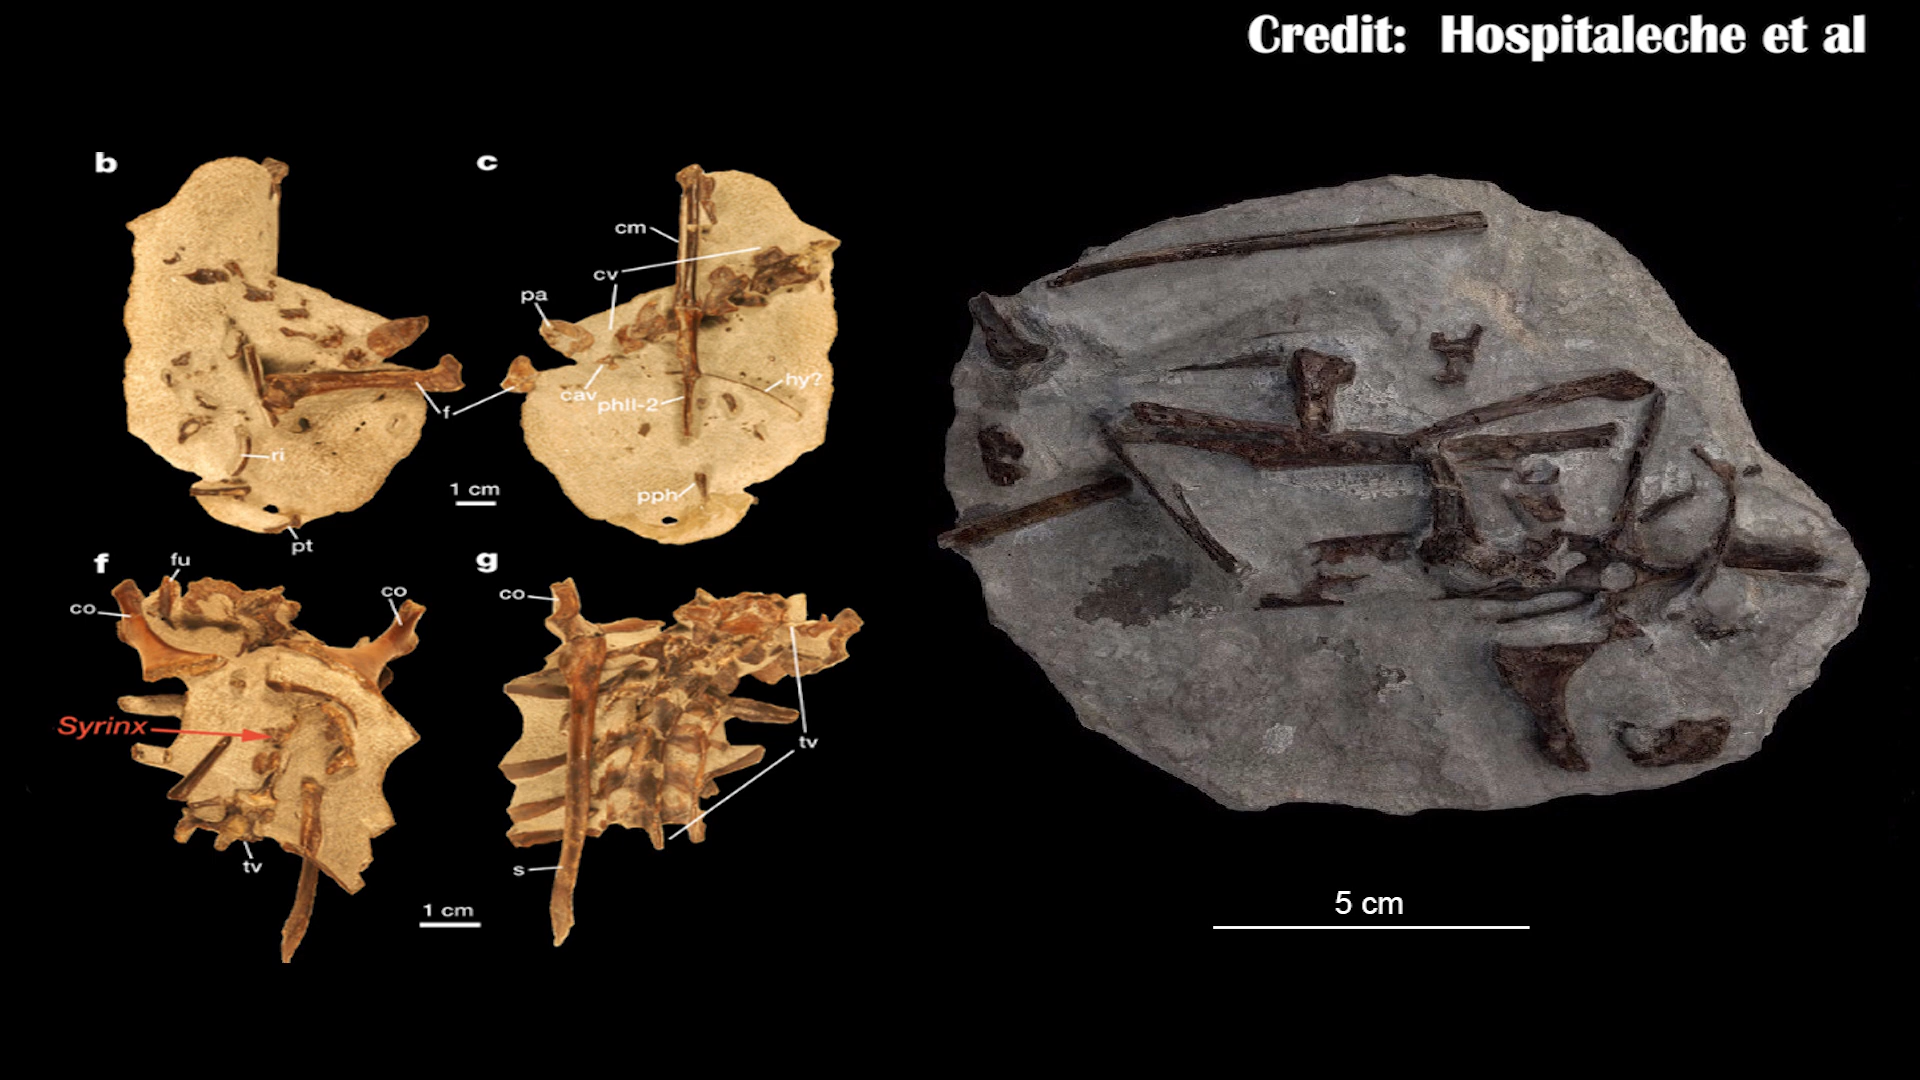 Credit: Hospitaleche et al
b
c
cm
cv
pa
hy?
cav
phII-2
f
ri
1 cm
pph
pt
f
fu
g
co
co
co
Syrinx
tv
tv
s
1 cm
5 cm